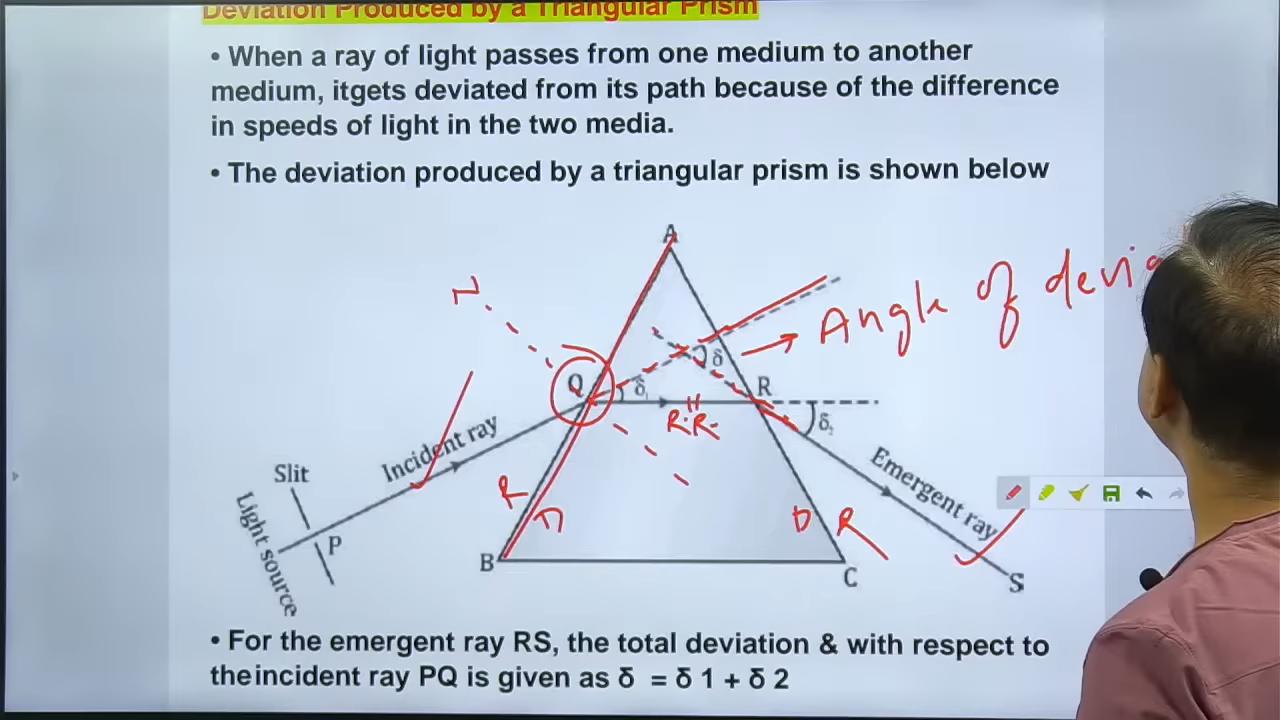 Deviation Produced by a Triangular Prism
• When a ray of light passes from one medium to another
medium, itgets deviated from its path because of the difference
in speeds of light in the two media.
• The deviation produced by a triangular prism is shown below
A
N
Angle of devia
δ
Q
δ1
R
R.R.
δ2
Incident ray
Emergent ray
Slit
Light source
P
R
D
D
R
B
C
S
• For the emergent ray RS, the total deviation & with respect to
theincident ray PQ is given as δ = δ 1 + δ 2